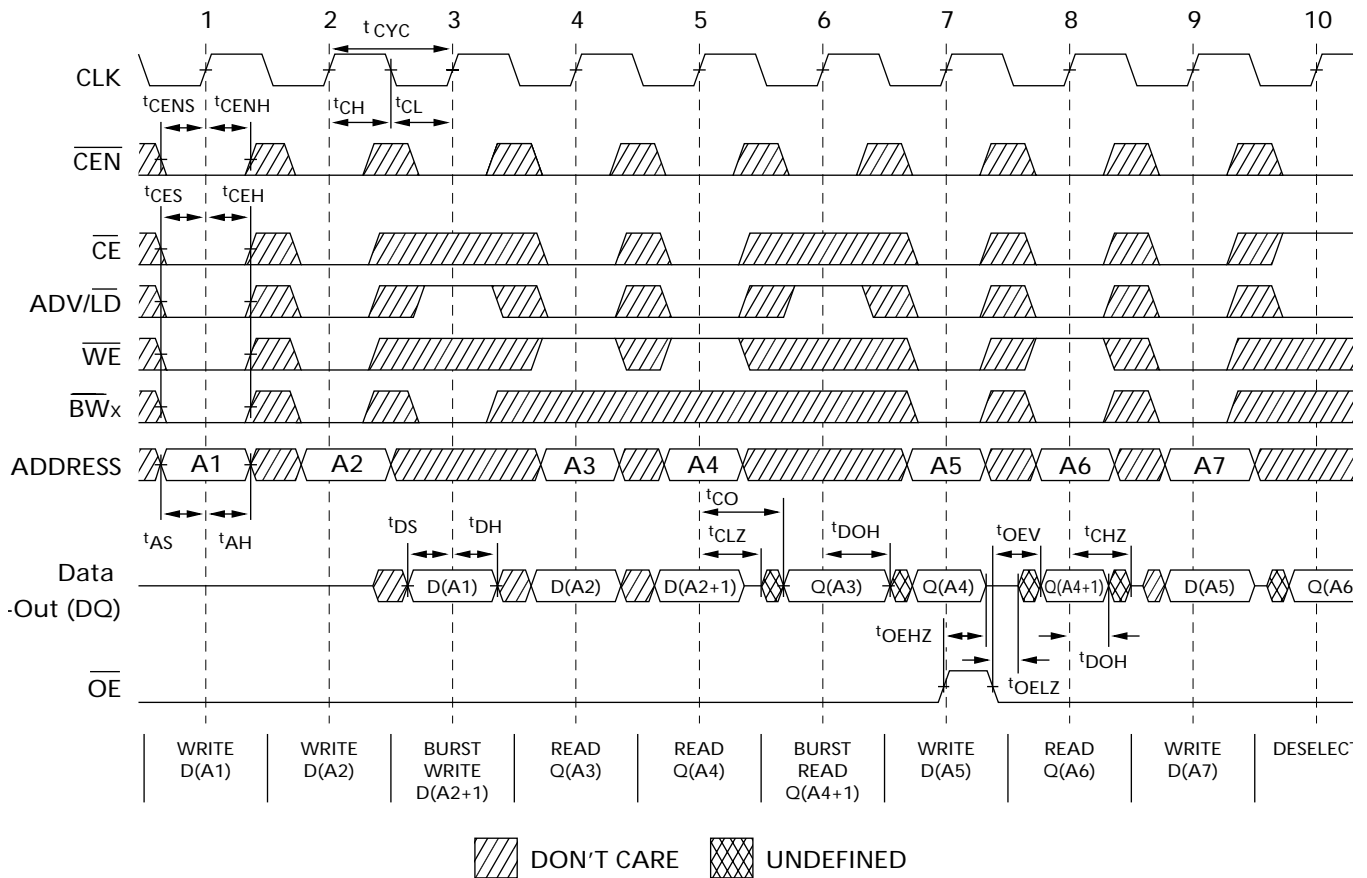 1 2 3 4 5 6 7 8 9 10
tCYC
CLK
tCENS tCENH tCH tCL
CEN
tCES tCEH
CE
ADV/LD
WE
BWx
ADDRESS A1 A2 A3 A4 A5 A6 A7
tCO
tAS tAH tDS tDH tCLZ tDOH tOEV tCHZ
Data
-Out (DQ)
D(A1) D(A2) D(A2+1) Q(A3) Q(A4) Q(A4+1) D(A5) Q(A6
tOEHZ tDOH
tOELZ
OE
WRITE
D(A1)
WRITE
D(A2)
BURST
WRITE
D(A2+1)
READ
Q(A3)
READ
Q(A4)
BURST
READ
Q(A4+1)
WRITE
D(A5)
READ
Q(A6)
WRITE
D(A7)
DESELECT
DON'T CARE UNDEFINED